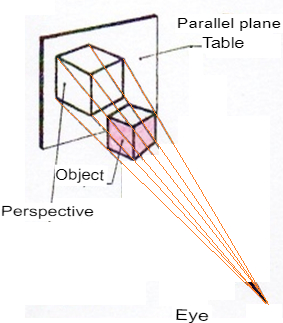 Parallel plane
Table
Object
Perspective
Eye